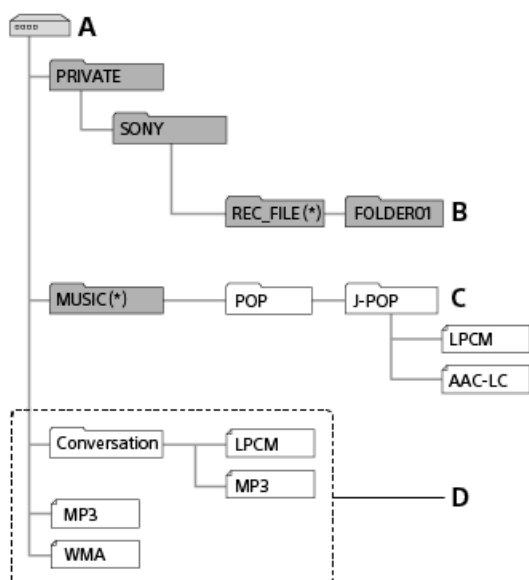 A
PRIVATE
SONY
REC_FILE(*) FOLDER01 B
MUSIC(*) POP J-POP C
LPCM
AAC-LC
Conversation LPCM
MP3
D
MP3
WMA